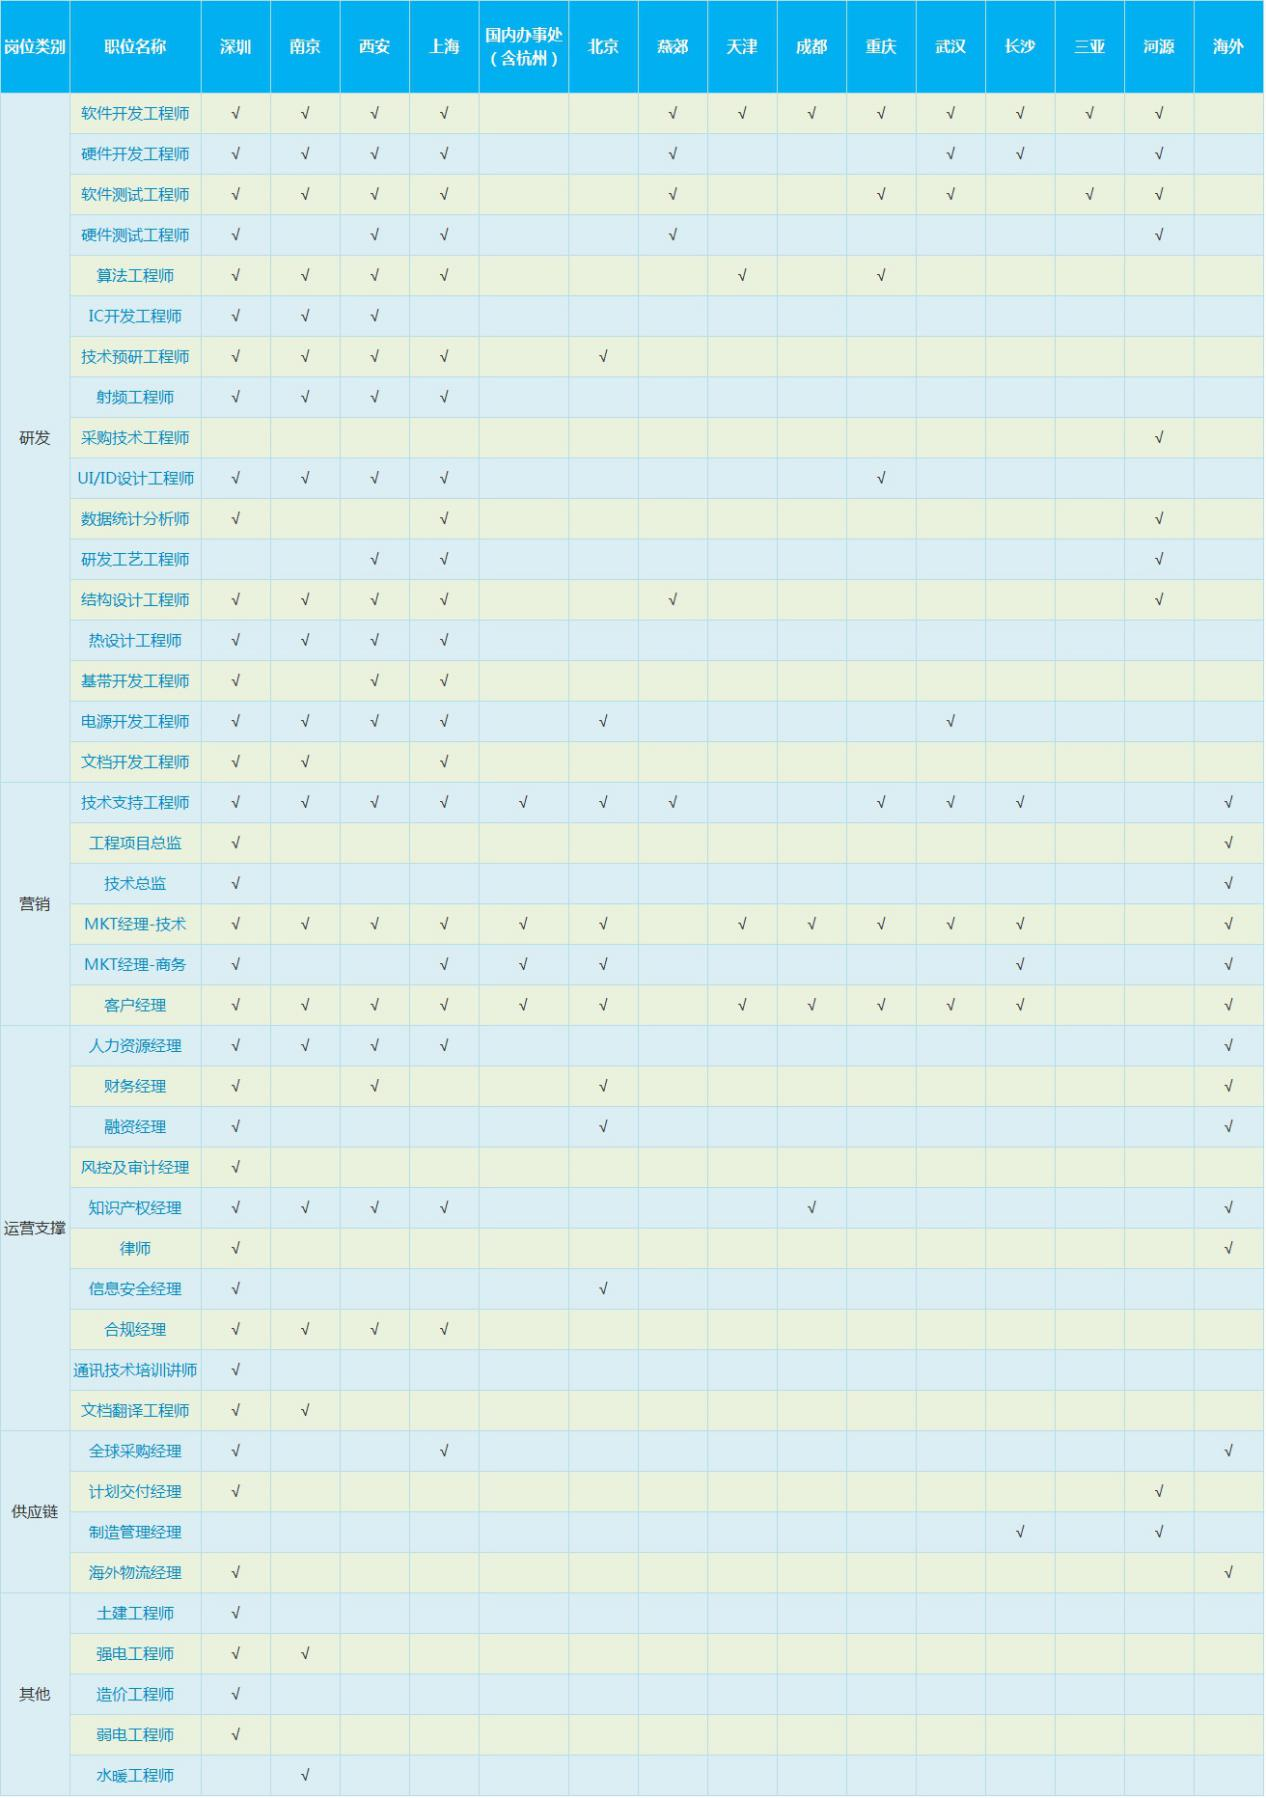 岗位类别 职位名称 深圳 南京 西安 上海 国内办事处（含杭州） 北京 燕郊 天津 成都 重庆 武汉 长沙 三亚 河源 海外
研发
软件开发工程师 √ √ √ √ √ √ √ √ √ √ √ √
硬件开发工程师 √ √ √ √ √ √ √ √
软件测试工程师 √ √ √ √ √ √ √ √ √
硬件测试工程师 √ √ √ √ √
算法工程师 √ √ √ √ √ √
IC开发工程师 √ √ √
技术预研工程师 √ √ √ √ √
射频工程师 √ √ √ √
采购技术工程师 √
UI/ID设计工程师 √ √ √ √ √
数据统计分析师 √ √ √
研发工艺工程师 √ √ √
结构设计工程师 √ √ √ √ √ √
热设计工程师 √ √ √ √
基带开发工程师 √ √ √
电源开发工程师 √ √ √ √ √ √
文档开发工程师 √ √ √
营销
技术支持工程师 √ √ √ √ √ √ √ √ √ √ √
工程项目总监 √ √
技术总监 √ √
MKT经理-技术 √ √ √ √ √ √ √ √ √ √ √ √
MKT经理-商务 √ √ √ √ √ √
客户经理 √ √ √ √ √ √ √ √ √ √ √ √
运营支撑
人力资源经理 √ √ √ √ √
财务经理 √ √ √ √
融资经理 √ √ √
风控及审计经理 √
知识产权经理 √ √ √ √ √ √
律师 √ √
信息安全经理 √ √
合规经理 √ √ √ √
通讯技术培训讲师 √
文档翻译工程师 √ √
供应链
全球采购经理 √ √ √
计划交付经理 √ √
制造管理经理 √ √
海外物流经理 √ √
其他
土建工程师 √
强电工程师 √ √
造价工程师 √
弱电工程师 √
水暖工程师 √